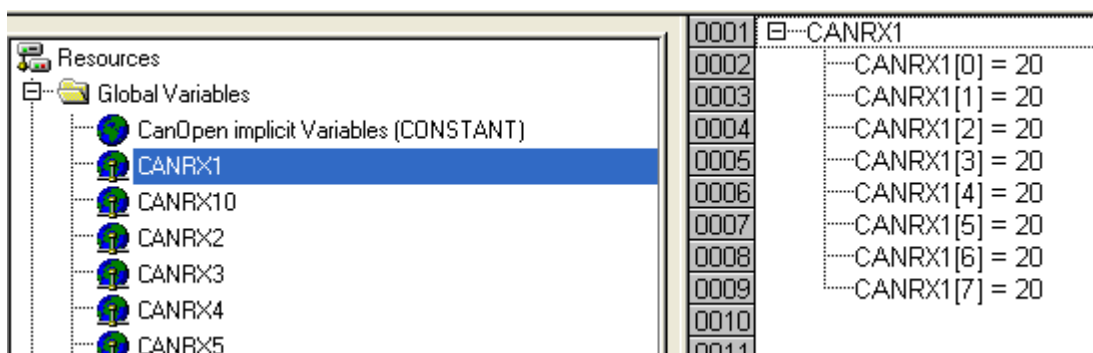 Resources
Global Variables
CanOpen implicit Variables (CONSTANT)
CANRX1
CANRX10
CANRX2
CANRX3
CANRX4
CANRX5
0001 CANRX1
0002 CANRX1[0] = 20
0003 CANRX1[1] = 20
0004 CANRX1[2] = 20
0005 CANRX1[3] = 20
0006 CANRX1[4] = 20
0007 CANRX1[5] = 20
0008 CANRX1[6] = 20
0009 CANRX1[7] = 20
0010
0011